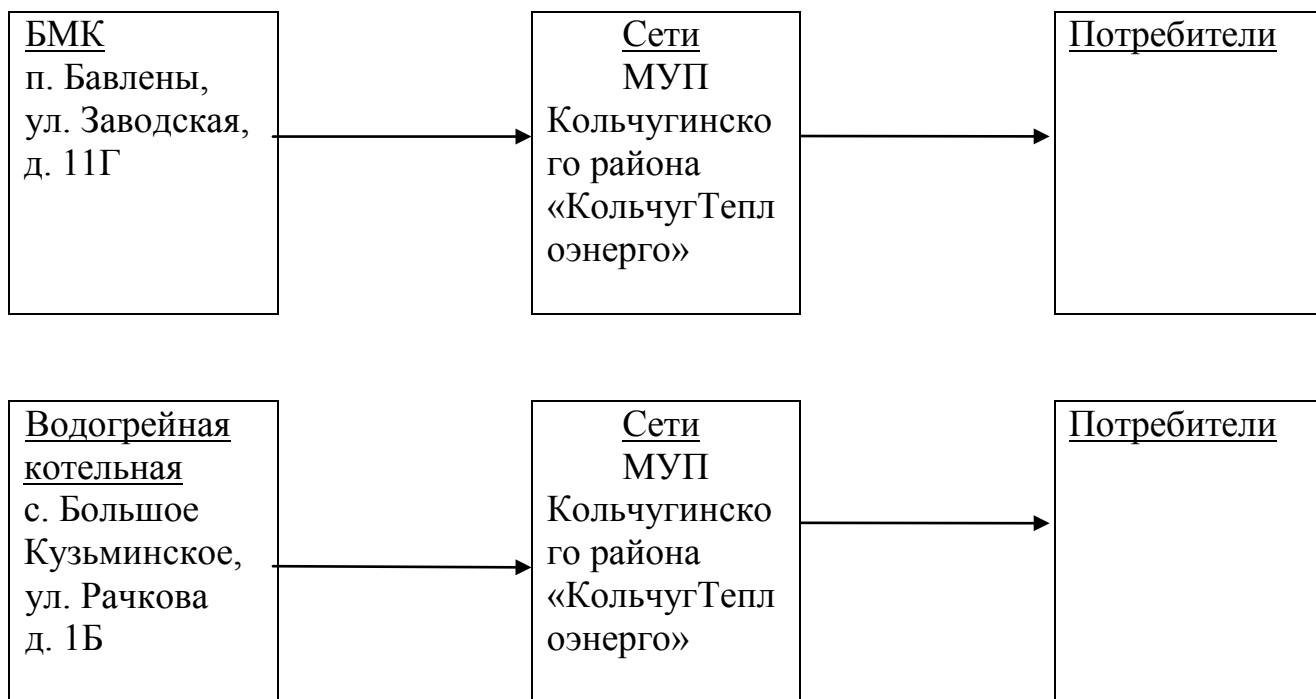 БМК
п. Бавлены,
ул. Заводская,
д. 11Г
Сети
МУП
Кольчугинско
го района
«КольчугТепл
оэнерго»
Потребители
Водогрейная
котельная
с. Большое
Кузьминское,
ул. Рачкова
д. 1Б
Сети
МУП
Кольчугинско
го района
«КольчугТепл
оэнерго»
Потребители